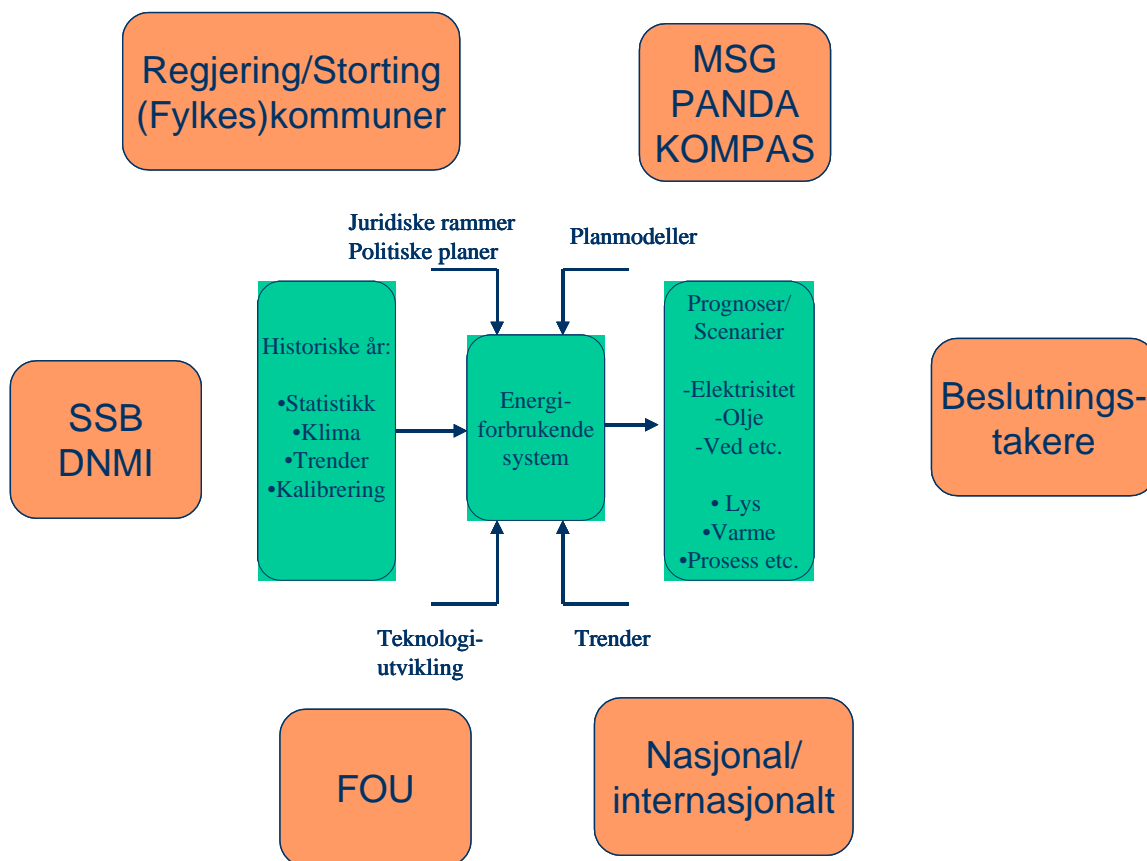 Regjering/Storting
(Fylkes)kommuner
MSG
PANDA
KOMPAS
Juridiske rammer
Politiske planer
Planmodeller
Historiske år:
•Statistikk
•Klima
•Trender
•Kalibrering
Energi-
forbrukende
system
Prognoser/
Scenarier
-Elektrisitet
-Olje
-Ved etc.
• Lys
•Varme
•Prosess etc.
SSB
DNMI
Beslutnings-
takere
Teknologi-
utvikling
Trender
FOU
Nasjonal/
internasjonalt